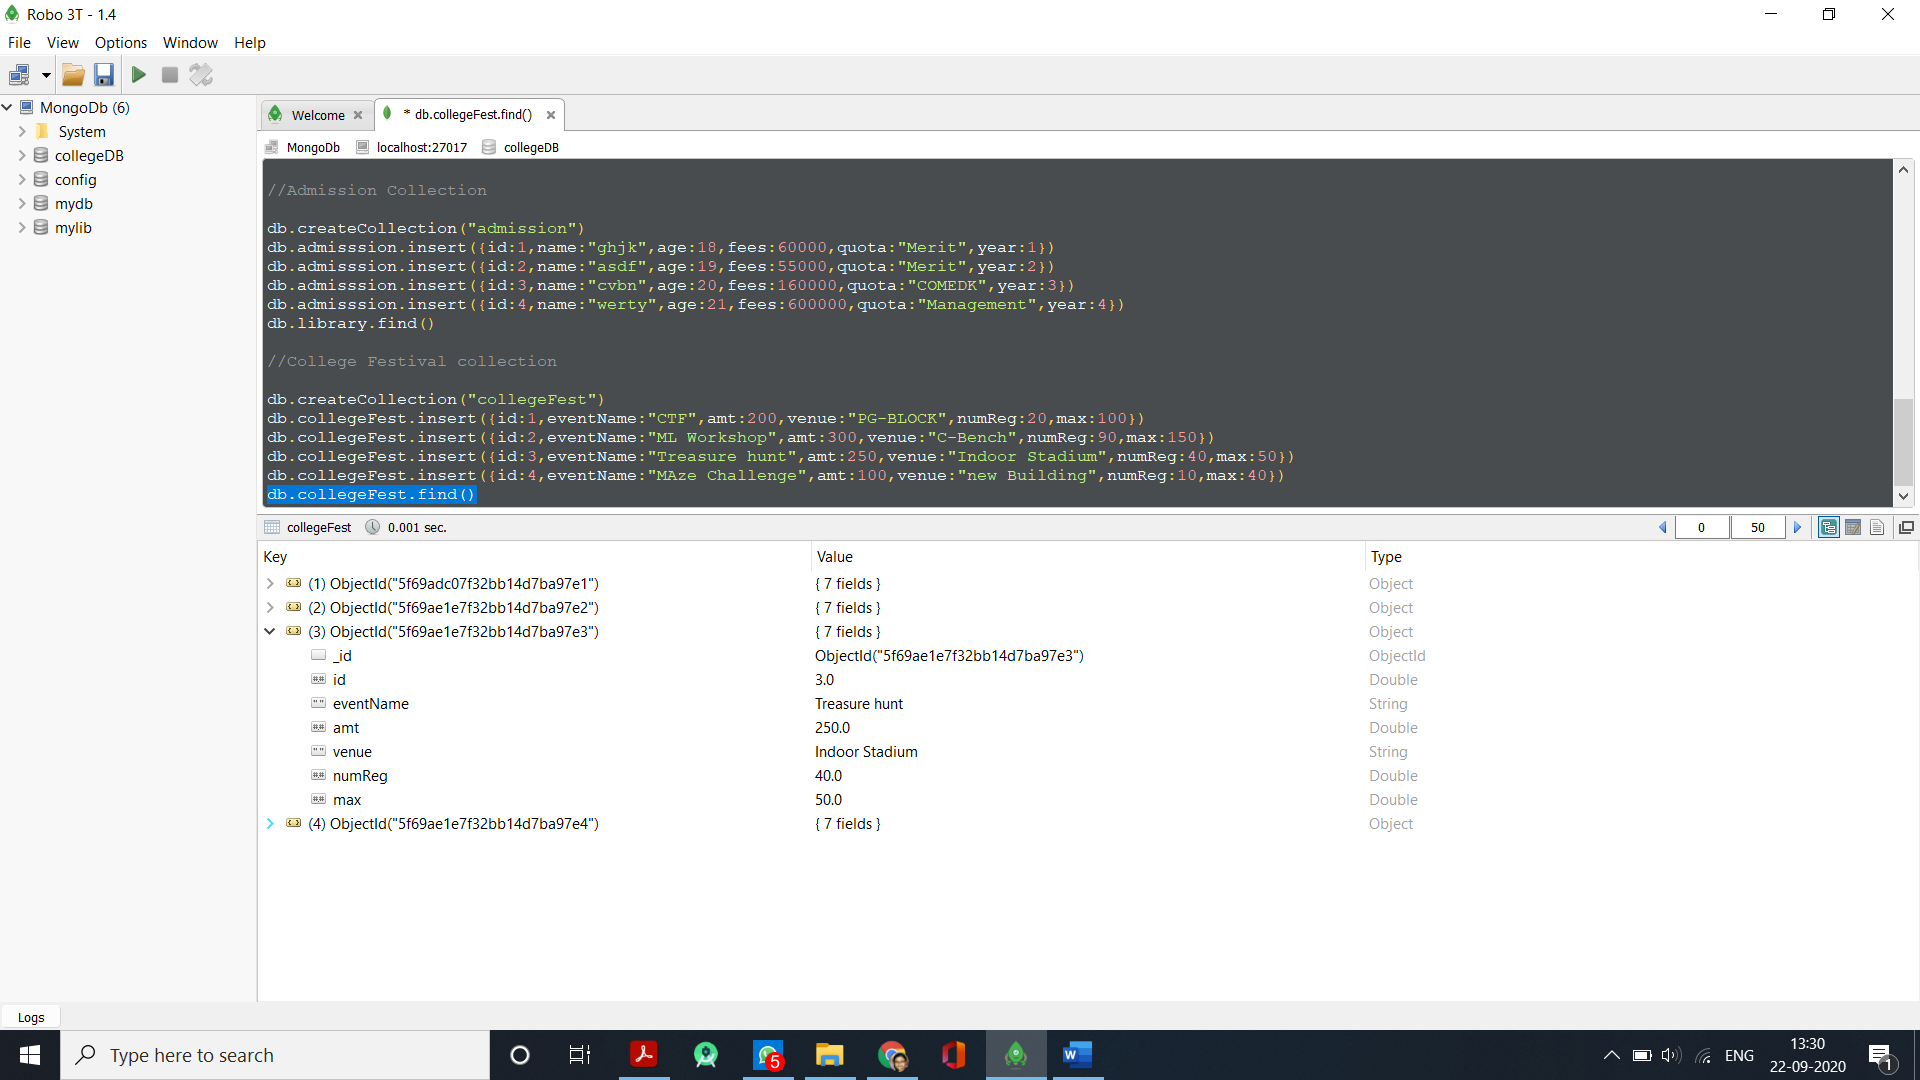 Robo 3T - 1.4
File View Options Window Help
MongoDb (6)
System
collegeDB
config
mydb
mylib
Welcome
* db.collegeFest.find()
MongoDb localhost:27017 collegeDB
//Admission Collection
db.createCollection("admission")
db.admisssion.insert({id:1,name:"ghjk",age:18,fees:60000,quota:"Merit",year:1})
db.admisssion.insert({id:2,name:"asdf",age:19,fees:55000,quota:"Merit",year:2})
db.admisssion.insert({id:3,name:"cvbn",age:20,fees:160000,quota:"COMEDK",year:3})
db.admisssion.insert({id:4,name:"werty",age:21,fees:600000,quota:"Management",year:4})
db.library.find()
//College Festival collection
db.createCollection("collegeFest")
db.collegeFest.insert({id:1,eventName:"CTF",amt:200,venue:"PG-BLOCK",numReg:20,max:100})
db.collegeFest.insert({id:2,eventName:"ML Workshop",amt:300,venue:"C-Bench",numReg:90,max:150})
db.collegeFest.insert({id:3,eventName:"Treasure hunt",amt:250,venue:"Indoor Stadium",numReg:40,max:50})
db.collegeFest.insert({id:4,eventName:"MAze Challenge",amt:100,venue:"new Building",numReg:10,max:40})
db.collegeFest.find()
collegeFest 0.001 sec. 0 50
Key Value Type
(1) ObjectId("5f69adc07f32bb14d7ba97e1") { 7 fields } Object
(2) ObjectId("5f69ae1e7f32bb14d7ba97e2") { 7 fields } Object
(3) ObjectId("5f69ae1e7f32bb14d7ba97e3") { 7 fields } Object
_id ObjectId("5f69ae1e7f32bb14d7ba97e3") ObjectId
id 3.0 Double
eventName Treasure hunt String
amt 250.0 Double
venue Indoor Stadium String
numReg 40.0 Double
max 50.0 Double
(4) ObjectId("5f69ae1e7f32bb14d7ba97e4") { 7 fields } Object
Logs
Type here to search
5
ENG
13:30
22-09-2020
1